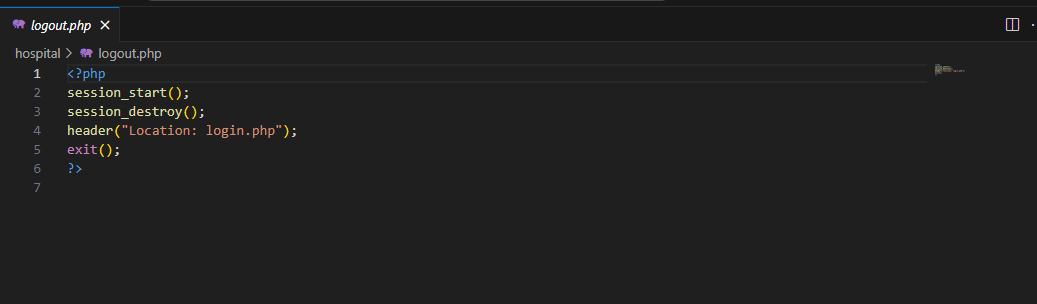 logout.php
hospital > logout.php
1 <?php
2 session_start();
3 session_destroy();
4 header("Location: login.php");
5 exit();
6 ?>
7